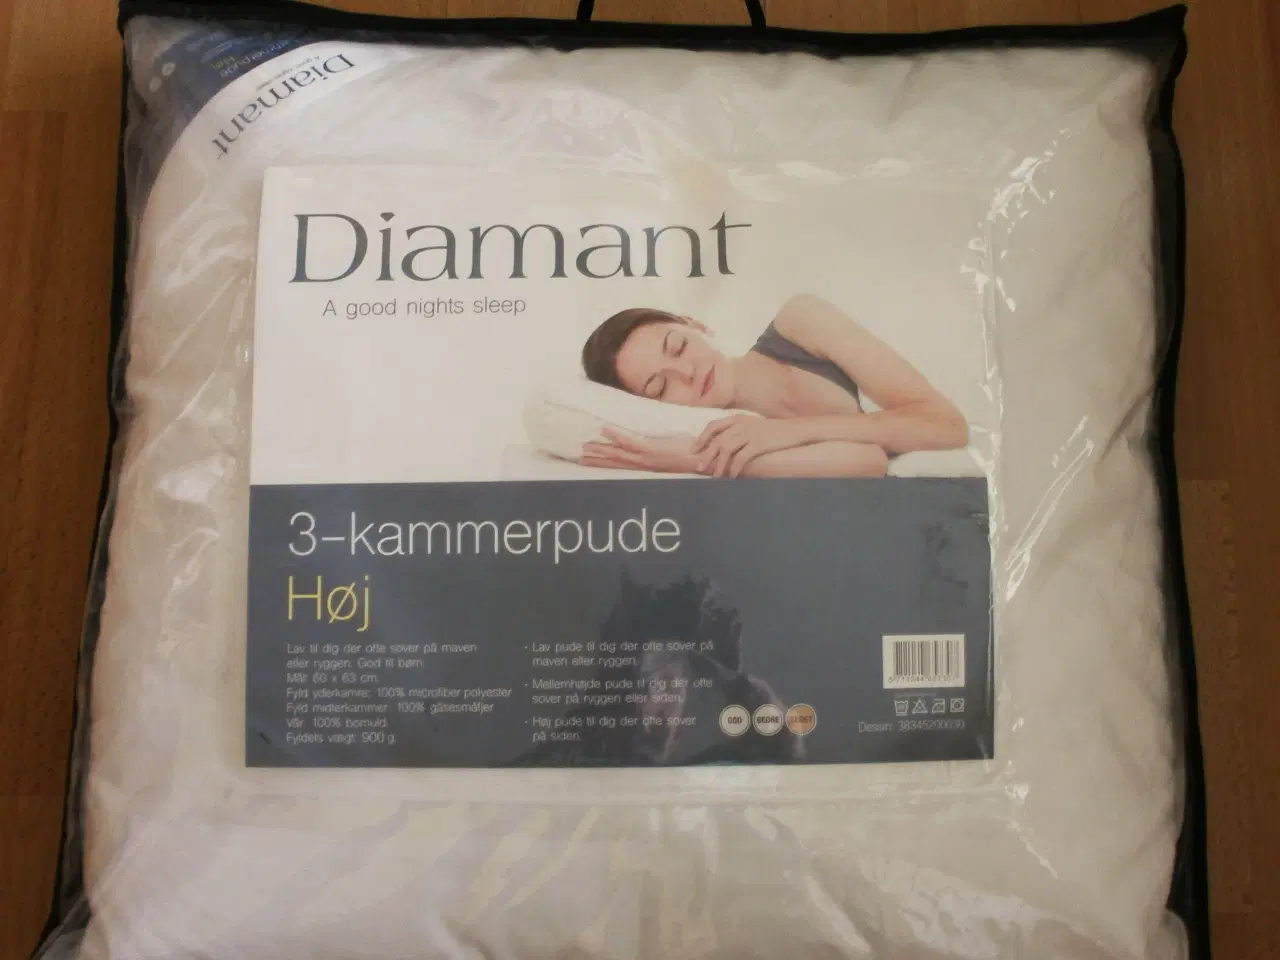 Diamant
Diamant
A good nights sleep
3-kammerpude
Høj
Lav til dig der ofte sover på maven
eller ryggen. God til børn.
Mål: 60 x 63 cm.
Fyld yderkamre: 100% microfiber polyester
Fyld midterkammer: 100% gåsesmåfjer
Vår: 100% bomuld.
Fyldets vægt: 900 g.
- Lav pude til dig der ofte sover på
maven eller ryggen.
- Mellemhøjde pude til dig der ofte
sover på ryggen eller siden.
- Høj pude til dig der ofte sover
på siden.
GOD BEDRE BEDST
Dessin: 38345200030